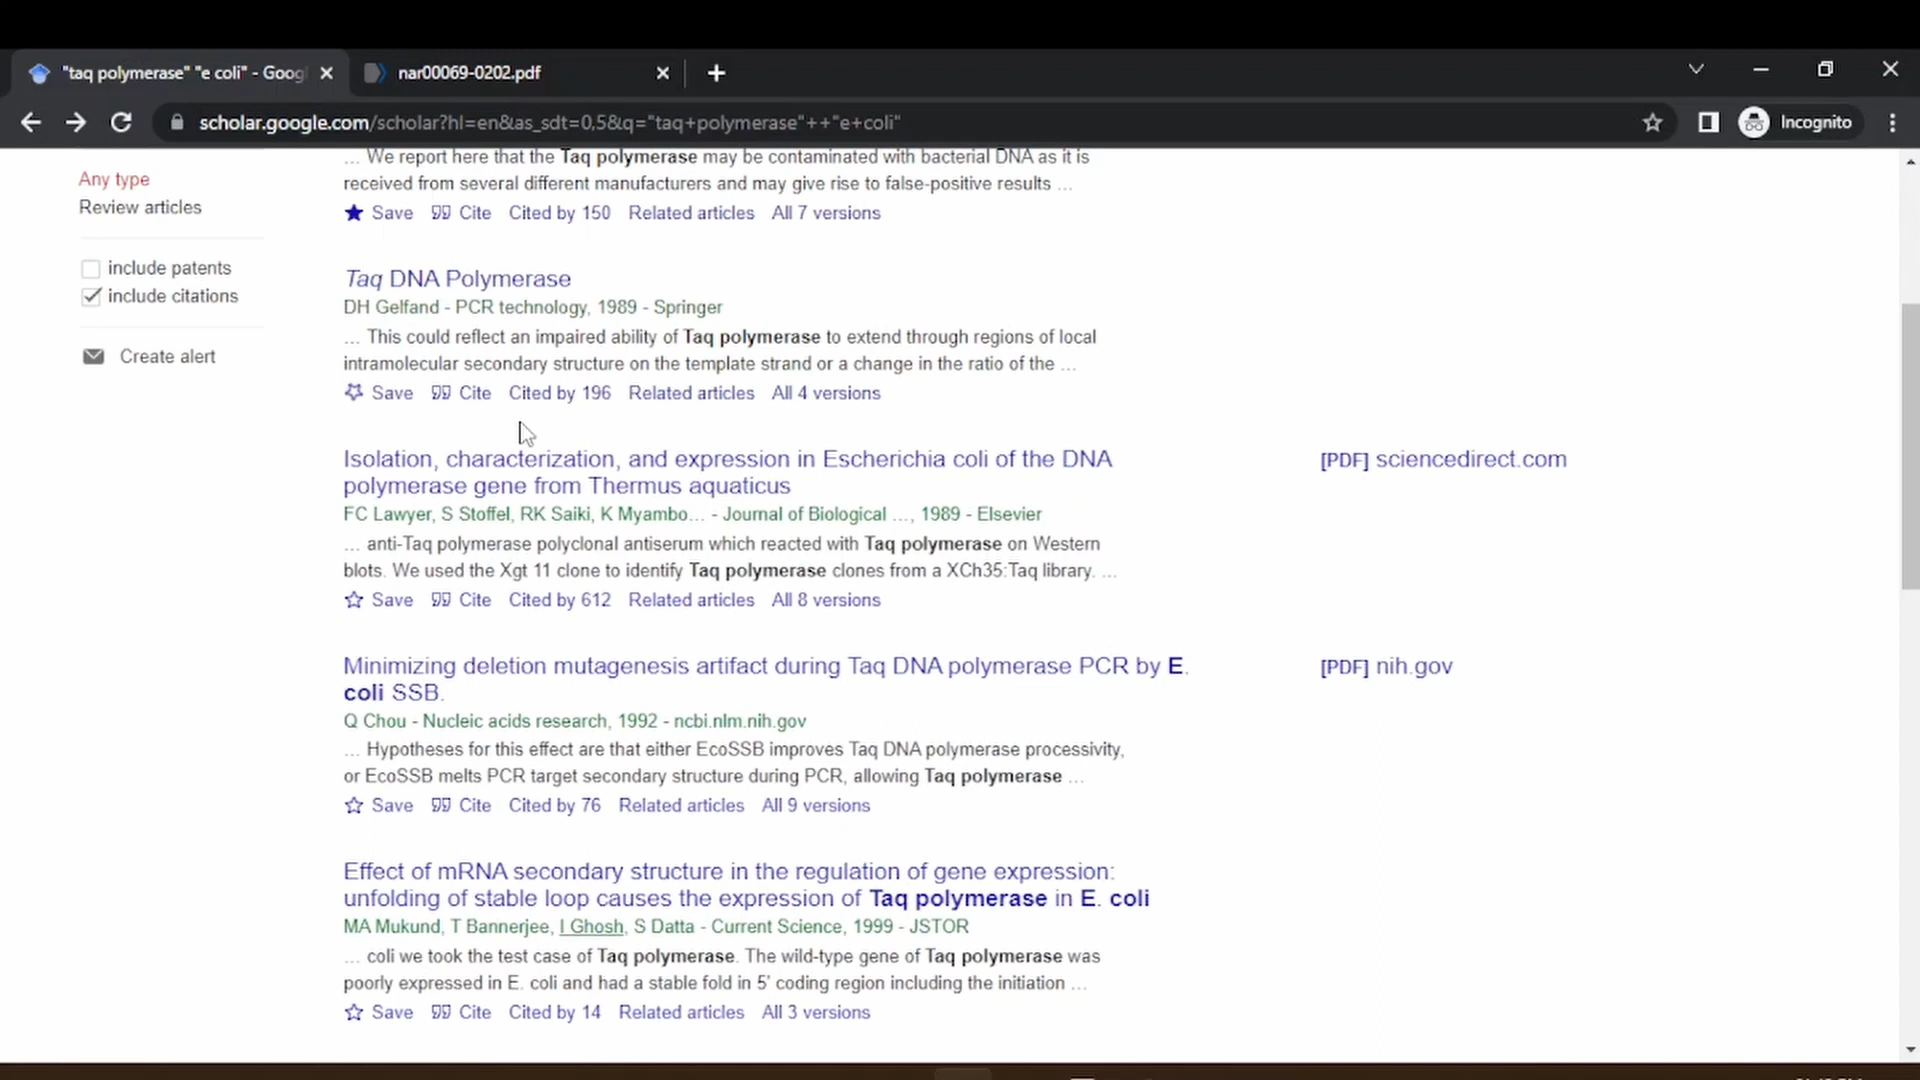 "taq polymerase" "e coli" - Goog
nar00069-0202.pdf
scholar.google.com/scholar?hl=en&as_sdt=0,5&q="taq+polymerase"++"e+coli"
Incognito
Any type
Review articles
include patents
include citations
Create alert
... We report here that the Taq polymerase may be contaminated with bacterial DNA as it is
received from several different manufacturers and may give rise to false-positive results ...
Save Cite Cited by 150 Related articles All 7 versions
Taq DNA Polymerase
DH Gelfand - PCR technology, 1989 - Springer
... This could reflect an impaired ability of Taq polymerase to extend through regions of local
intramolecular secondary structure on the template strand or a change in the ratio of the ...
Save Cite Cited by 196 Related articles All 4 versions
Isolation, characterization, and expression in Escherichia coli of the DNA
polymerase gene from Thermus aquaticus
[PDF] sciencedirect.com
FC Lawyer, S Stoffel, RK Saiki, K Myambo... - Journal of Biological ..., 1989 - Elsevier
... anti-Taq polymerase polyclonal antiserum which reacted with Taq polymerase on Western
blots. We used the Xgt 11 clone to identify Taq polymerase clones from a XCh35:Taq library. ...
Save Cite Cited by 612 Related articles All 8 versions
Minimizing deletion mutagenesis artifact during Taq DNA polymerase PCR by E.
coli SSB.
[PDF] nih.gov
Q Chou - Nucleic acids research, 1992 - ncbi.nlm.nih.gov
... Hypotheses for this effect are that either EcoSSB improves Taq DNA polymerase processivity,
or EcoSSB melts PCR target secondary structure during PCR, allowing Taq polymerase ...
Save Cite Cited by 76 Related articles All 9 versions
Effect of mRNA secondary structure in the regulation of gene expression:
unfolding of stable loop causes the expression of Taq polymerase in E. coli
MA Mukund, T Bannerjee, I Ghosh, S Datta - Current Science, 1999 - JSTOR
... coli we took the test case of Taq polymerase. The wild-type gene of Taq polymerase was
poorly expressed in E. coli and had a stable fold in 5' coding region including the initiation ...
Save Cite Cited by 14 Related articles All 3 versions